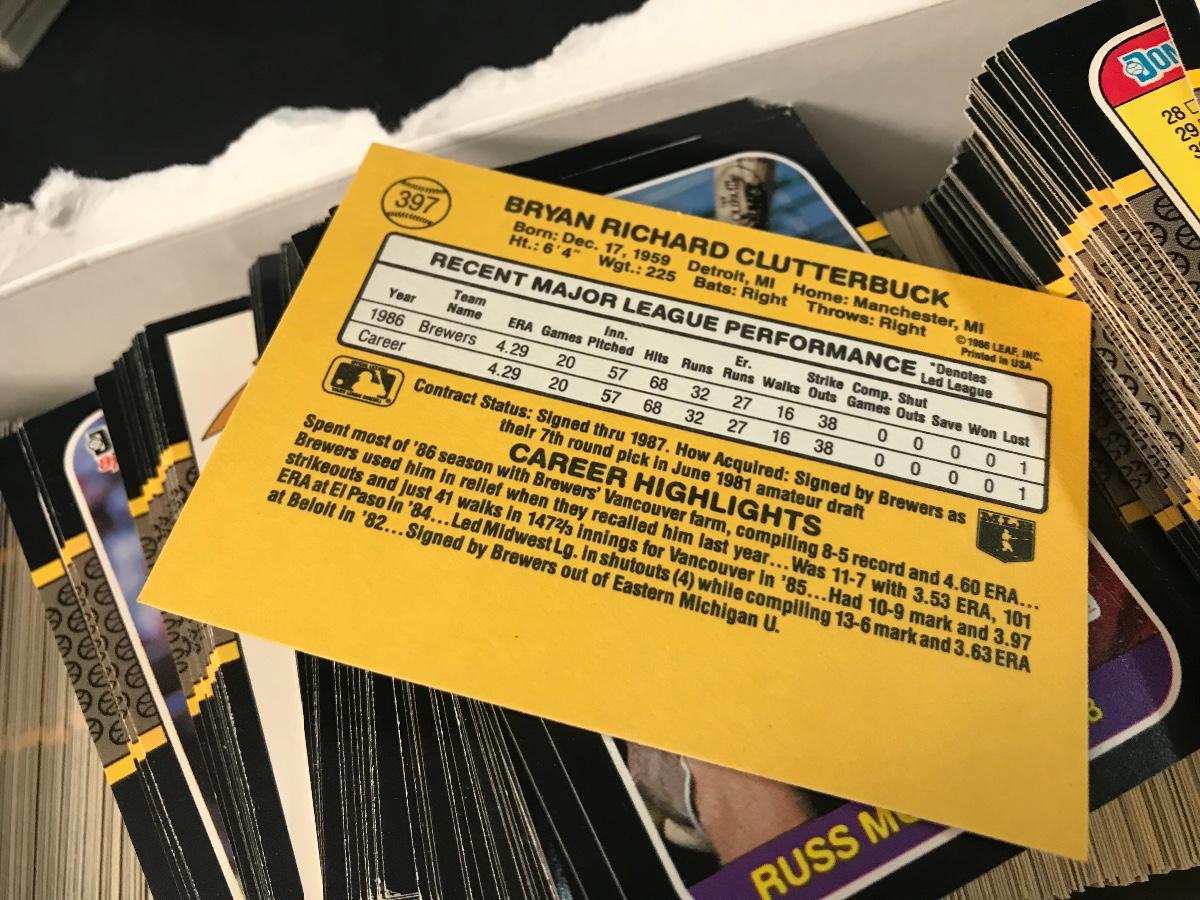 397
BRYAN RICHARD CLUTTERBUCK
Born: Dec. 17, 1959 Detroit, MI Home: Manchester, MI
Ht.: 6'4" Wgt.: 225 Bats: Right Throws: Right
©1986 LEAF, INC.
Printed in USA
RECENT MAJOR LEAGUE PERFORMANCE *Denotes Led League
Year Team Name ERA Games Inn. Pitched Hits Runs Er. Runs Walks Strike Outs Comp. Games Shut Outs Save Won Lost
1986 Brewers 4.29 20 57 68 32 27 16 38 0 0 0 0 1
Career 4.29 20 57 68 32 27 16 38 0 0 0 0 1
Contract Status: Signed thru 1987. How Acquired: Signed by Brewers as
their 7th round pick in June 1981 amateur draft
CAREER HIGHLIGHTS
Spent most of '86 season with Brewers' Vancouver farm, compiling 8-5 record and 4.60 ERA...
Brewers used him in relief when they recalled him last year...Was 11-7 with 3.53 ERA, 101
strikeouts and just 41 walks in 147⅔ innings for Vancouver in '85...Had 10-9 mark and 3.97
ERA at El Paso in '84...Led Midwest Lg. in shutouts (4) while compiling 13-6 mark and 3.63 ERA
at Beloit in '82...Signed by Brewers out of Eastern Michigan U.
MLB
RUSS
28
29